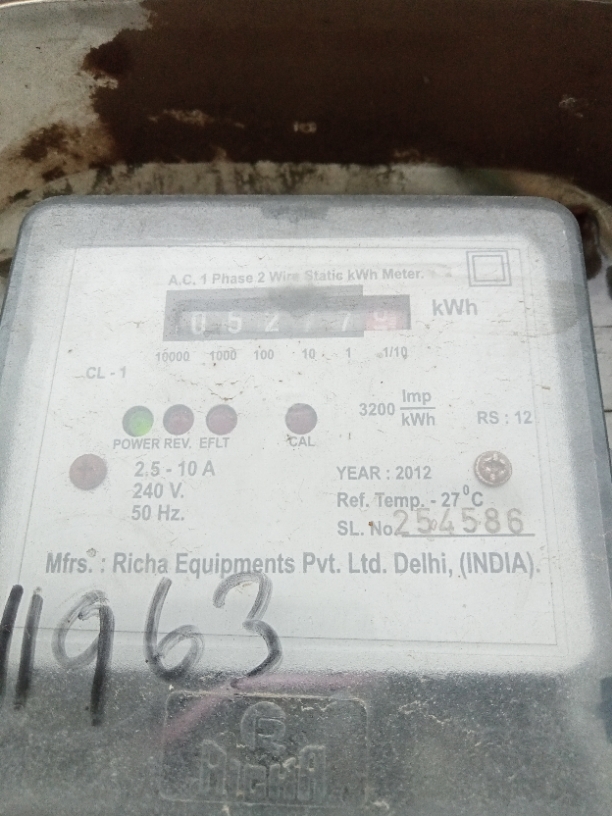 A.C. 1 Phase 2 Wire Static kWh Meter.
kWh
10000 1000 100 10 1 1/10
CL - 1
3200 Imp/kWh
RS : 12
POWER REV. EFLT CAL
2.5 - 10 A
240 V.
50 Hz.
YEAR : 2012
Ref. Temp. - 27°C
SL. No. 254586
Mfrs. : Richa Equipments Pvt. Ltd. Delhi, (INDIA).
11963
RICHA